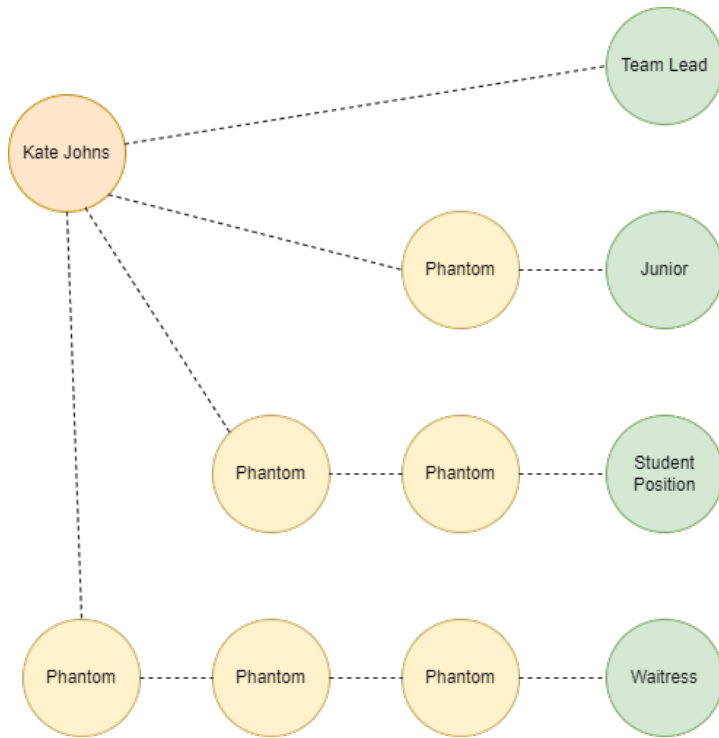 Team Lead
Kate Johns
Phantom
Junior
Phantom
Phantom
Student
Position
Phantom
Phantom
Phantom
Waitress